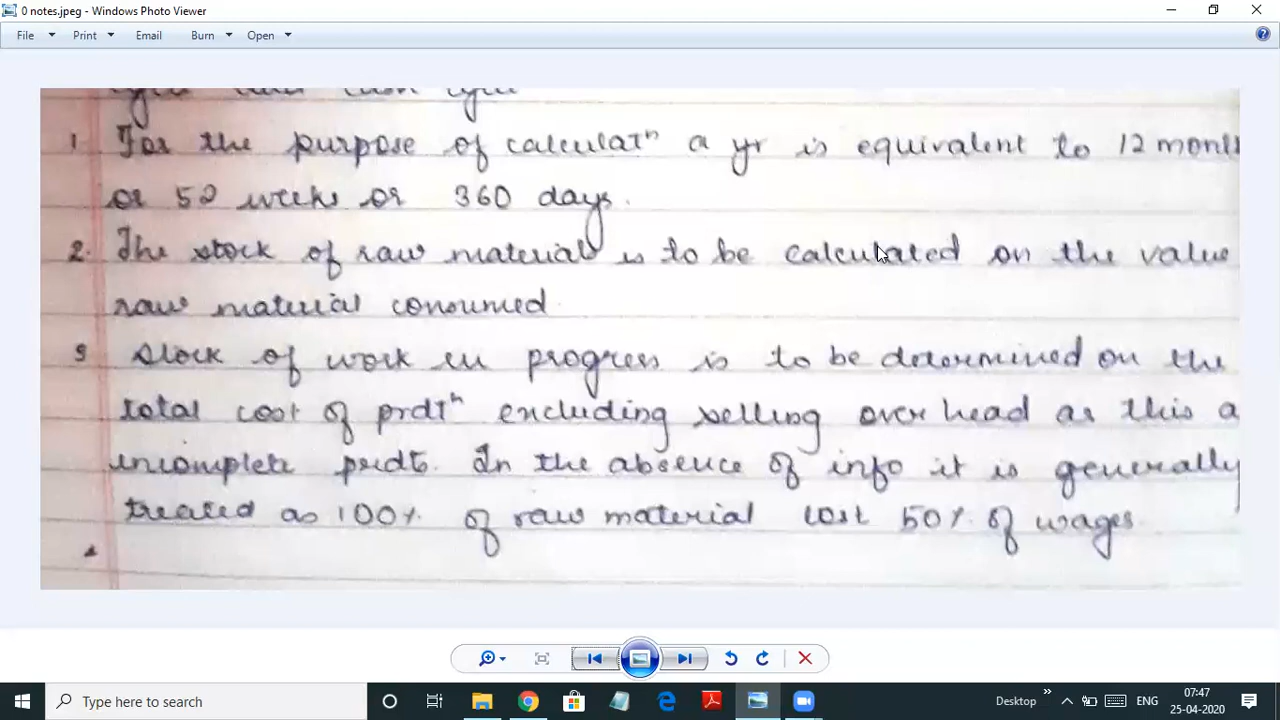 0 notes.jpeg - Windows Photo Viewer
File Print Email Burn Open
1. For the purpose of calculatⁿ a yr is equivalent to 12 month
or 52 weeks or 360 days.
2. The stock of raw material is to be calculated on the value
raw material consumed
3 Stock of work in progress is to be determined on the
total cost of prdtⁿ excluding selling over head as this a
incomplete prdts. In the absence of info it is generally
treated as 100% of raw material cost 50% of wages
Type here to search
Desktop
ENG
07:47
25-04-2020